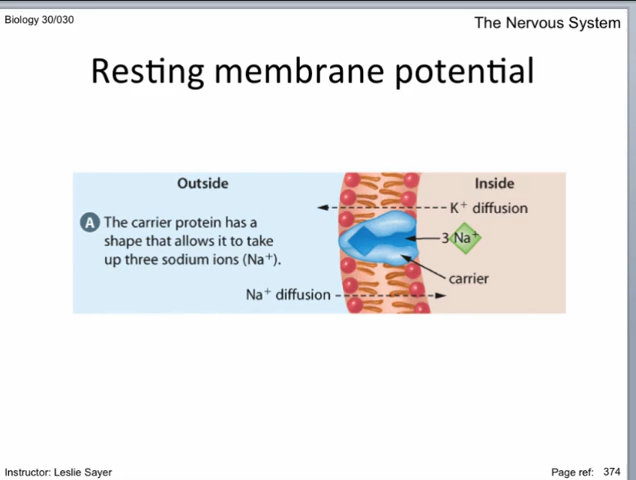 Biology 30/030
The Nervous System
Resting membrane potential
Outside
Inside
A The carrier protein has a
shape that allows it to take
up three sodium ions (Na⁺).
K⁺ diffusion
3 Na⁺
carrier
Na⁺ diffusion
Instructor: Leslie Sayer
Page ref: 374